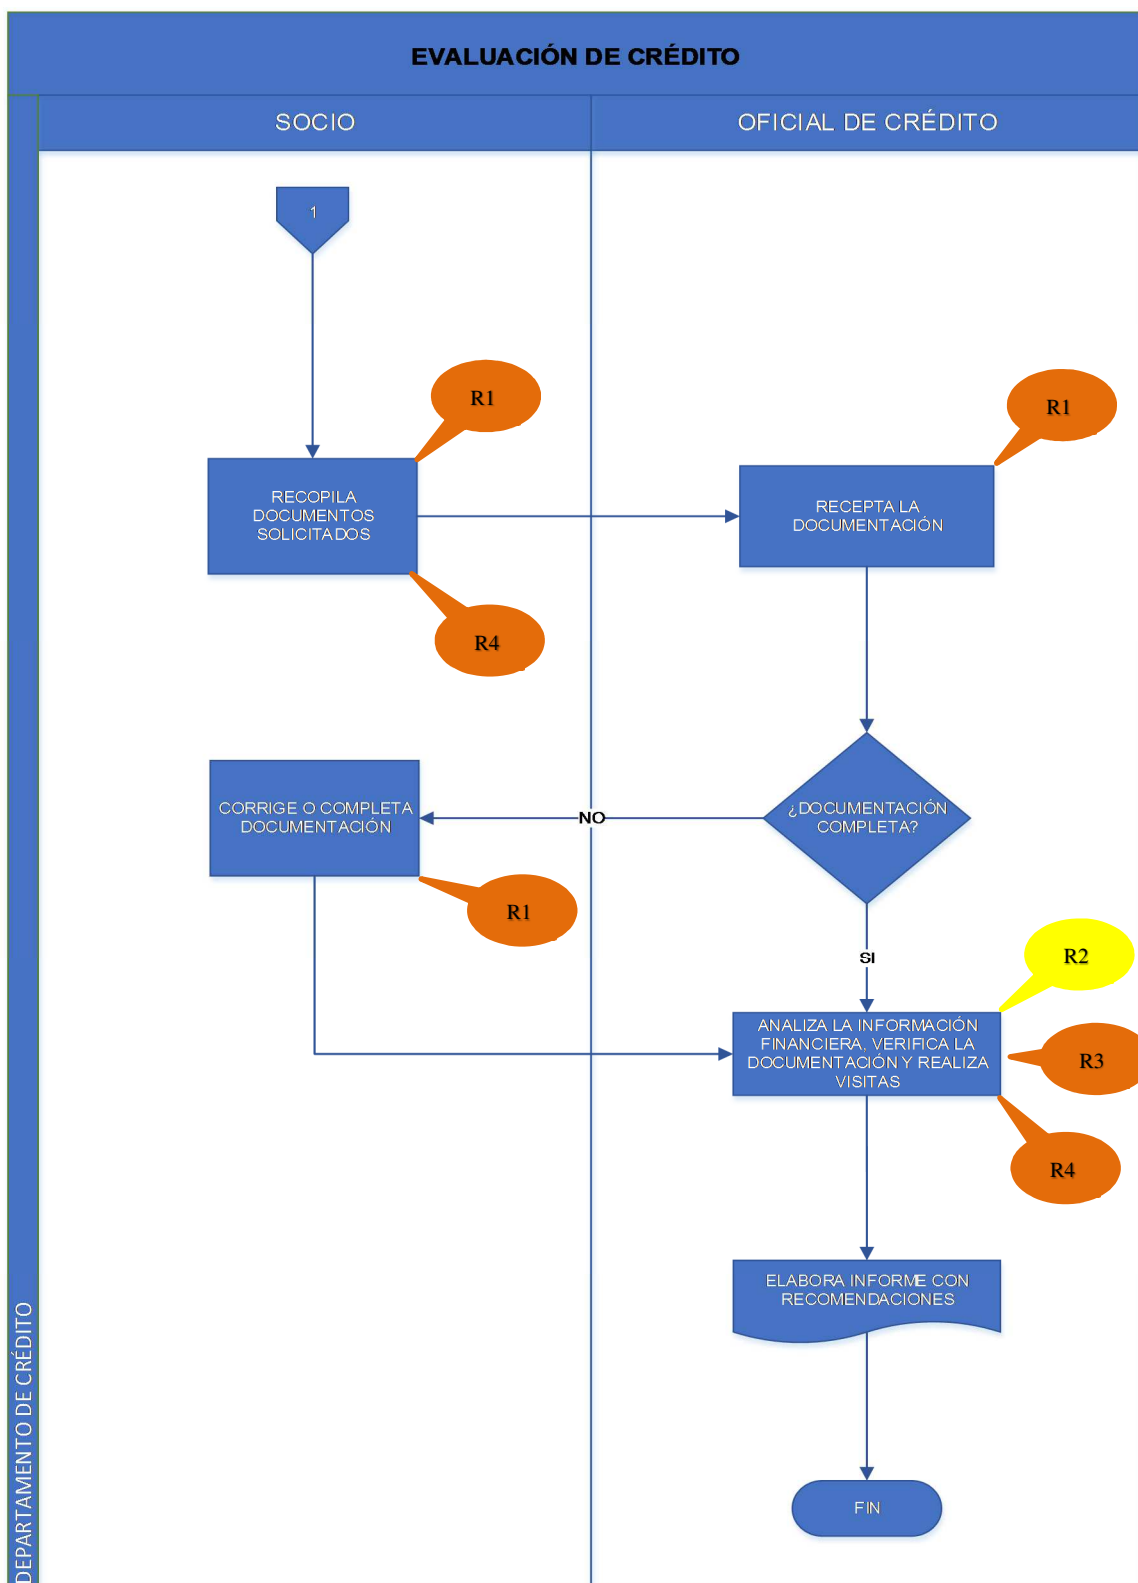 EVALUACIÓN DE CRÉDITO
SOCIO
OFICIAL DE CRÉDITO
1
R1
R1
RECOPILA
DOCUMENTOS
SOLICITADOS
RECEPTA LA
DOCUMENTACIÓN
R4
CORRIGE O COMPLETA
DOCUMENTACIÓN
NO
¿DOCUMENTACIÓN
COMPLETA?
R1
SI
R2
ANALIZA LA INFORMACIÓN
FINANCIERA, VERIFICA LA
DOCUMENTACIÓN Y REALIZA
VISITAS
R3
R4
ELABORA INFORME CON
RECOMENDACIONES
FIN
DEPARTAMENTO DE CRÉDITO